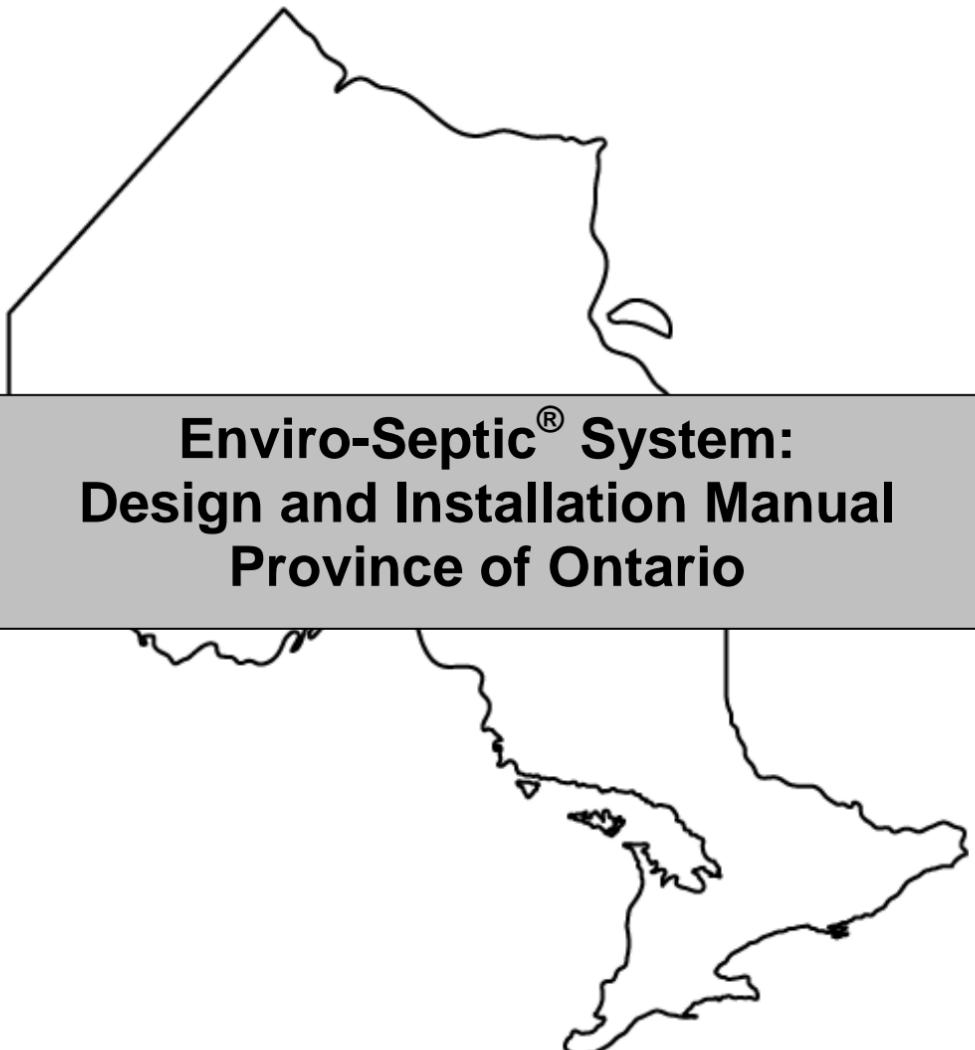 Enviro-Septic® System:
Design and Installation Manual
Province of Ontario